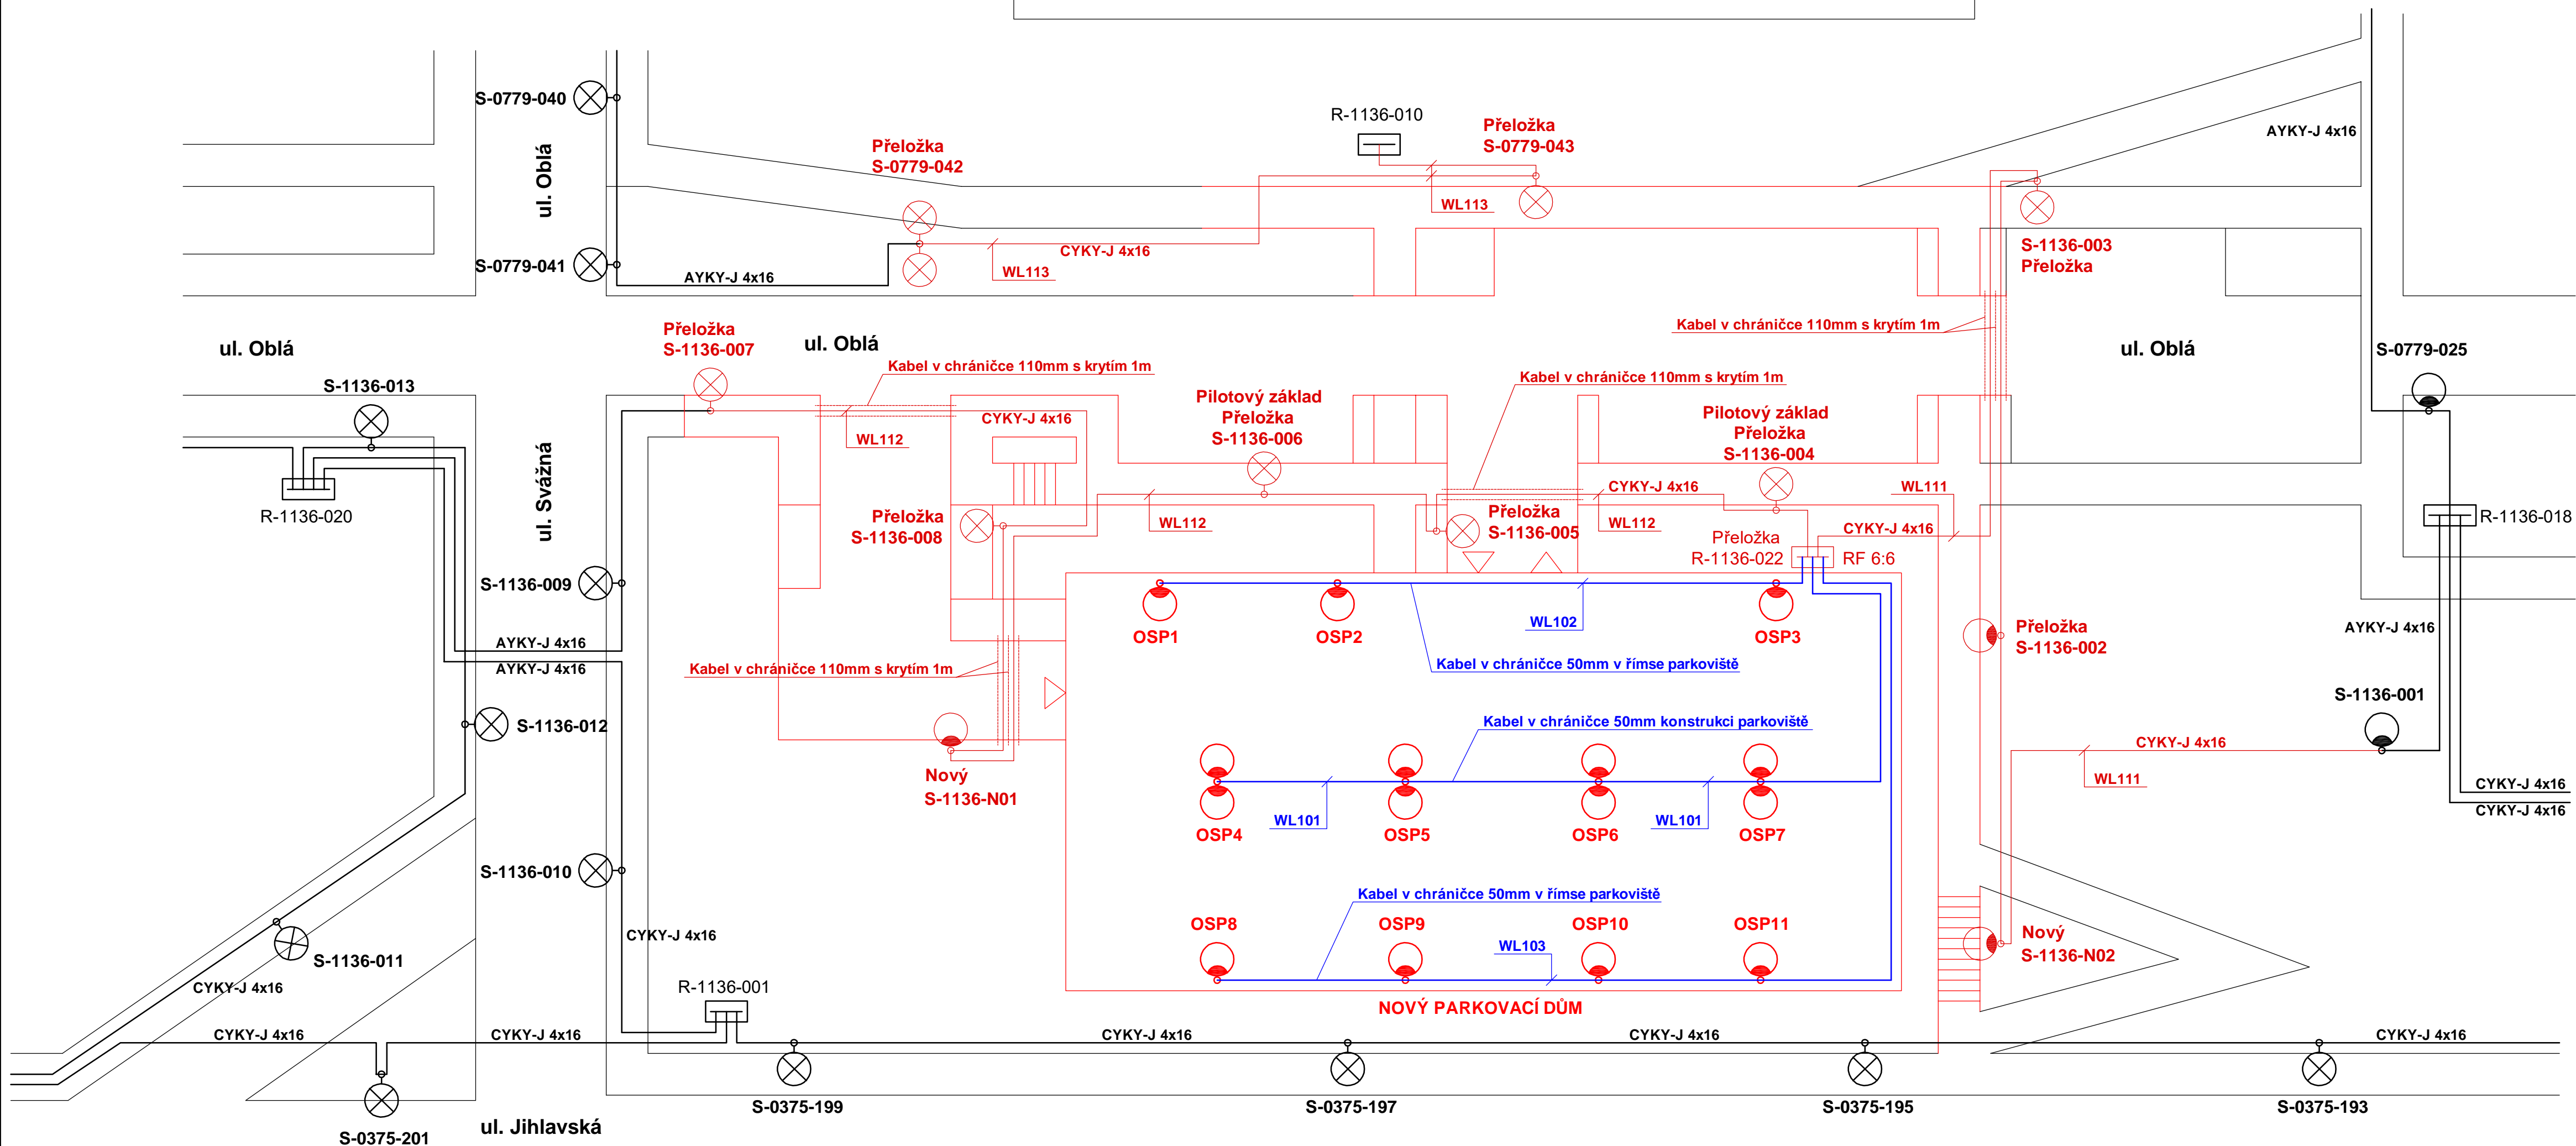 S-0779-040
R-1136-010
Přeložka
S-0779-043
AYKY-J 4x16
Přeložka
S-0779-042
ul. Oblá
WL113
S-0779-041
CYKY-J 4x16
AYKY-J 4x16
WL113
S-1136-003
Přeložka
Přeložka
S-1136-007
Kabel v chráničce 110mm s krytím 1m
ul. Oblá
ul. Oblá
ul. Oblá
S-0779-025
Kabel v chráničce 110mm s krytím 1m
Kabel v chráničce 110mm s krytím 1m
S-1136-013
Pilotový základ
Přeložka
S-1136-006
Pilotový základ
Přeložka
S-1136-004
CYKY-J 4x16
WL112
ul. Svážná
CYKY-J 4x16
WL111
R-1136-020
Přeložka
S-1136-008
WL112
Přeložka
S-1136-005
WL112
CYKY-J 4x16
R-1136-018
Přeložka
R-1136-022
RF 6:6
S-1136-009
WL102
OSP1
OSP2
OSP3
Přeložka
S-1136-002
AYKY-J 4x16
AYKY-J 4x16
AYKY-J 4x16
Kabel v chráničce 110mm s krytím 1m
Kabel v chráničce 50mm v římse parkoviště
S-1136-001
S-1136-012
Kabel v chráničce 50mm konstrukci parkoviště
CYKY-J 4x16
WL111
Nový
S-1136-N01
CYKY-J 4x16
CYKY-J 4x16
WL101
WL101
OSP4
OSP5
OSP6
OSP7
S-1136-010
Kabel v chráničce 50mm v římse parkoviště
OSP8
OSP9
OSP10
OSP11
CYKY-J 4x16
WL103
Nový
S-1136-N02
S-1136-011
CYKY-J 4x16
R-1136-001
NOVÝ PARKOVACÍ DŮM
CYKY-J 4x16
CYKY-J 4x16
CYKY-J 4x16
CYKY-J 4x16
CYKY-J 4x16
S-0375-199
S-0375-197
S-0375-195
S-0375-193
ul. Jihlavská
S-0375-201